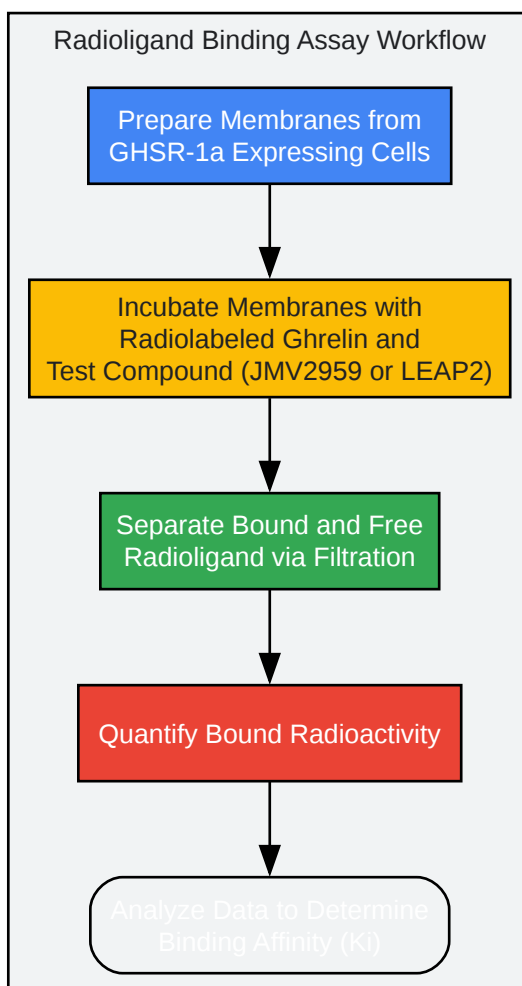 Radioligand Binding Assay Workflow
Prepare Membranes from
GHSR-1a Expressing Cells
Incubate Membranes with
Radiolabeled Ghrelin and
Test Compound (JMV2959 or LEAP2)
Separate Bound and Free
Radioligand via Filtration
Quantify Bound Radioactivity
Analyze Data to Determine
Binding Affinity (Ki)